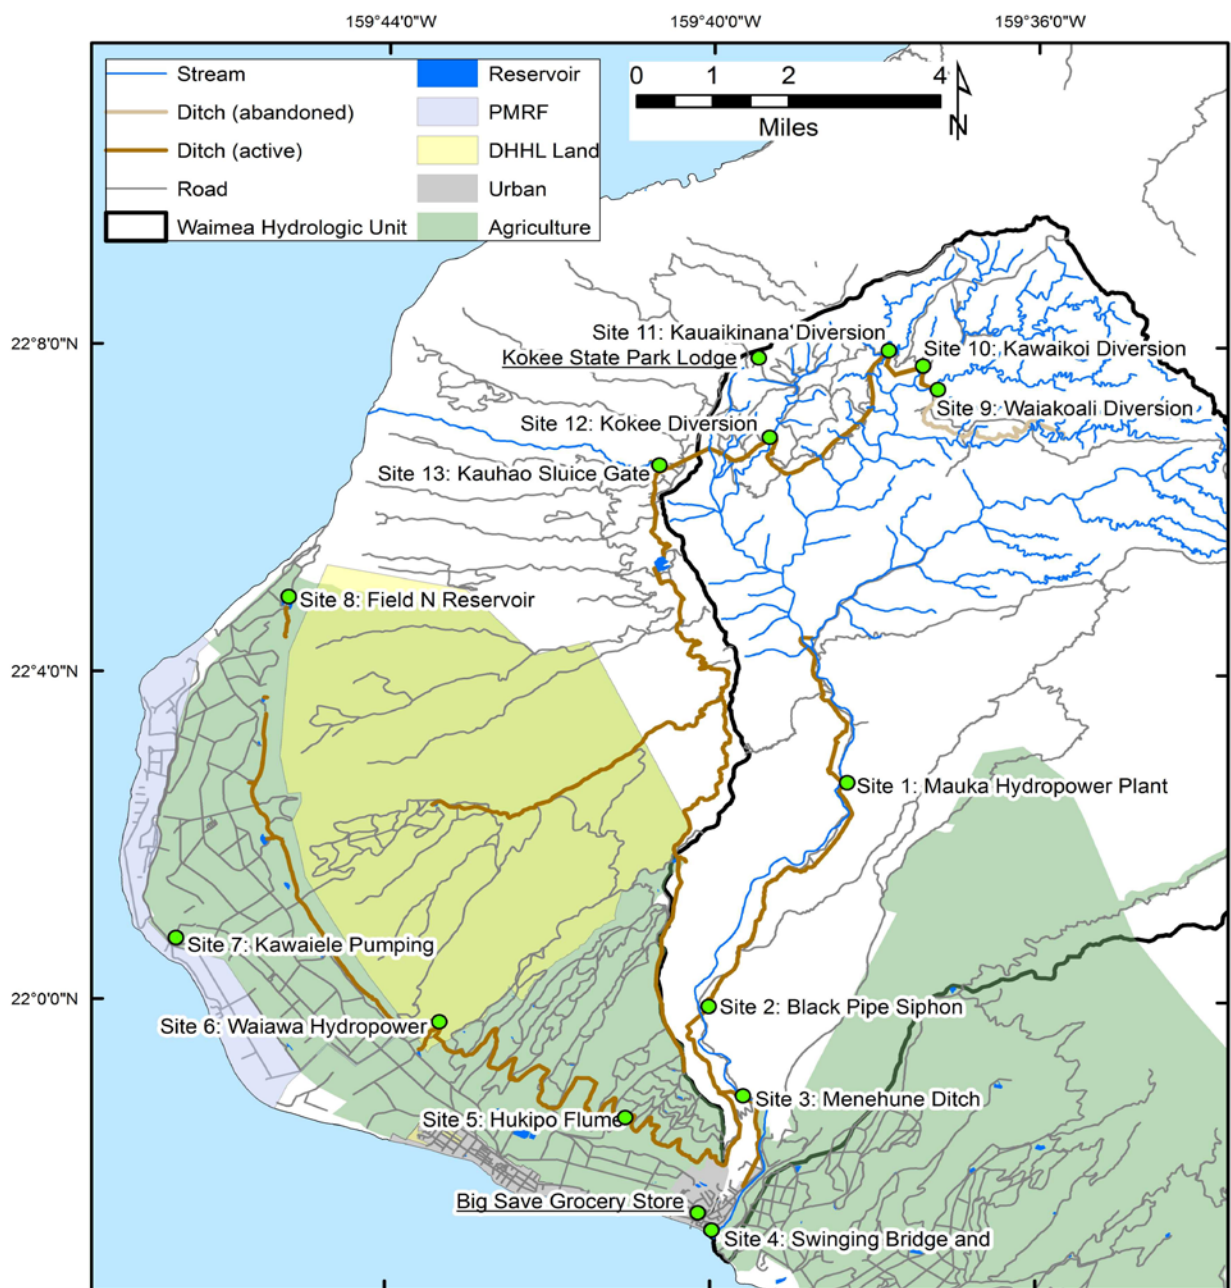 159°44'0"W
159°40'0"W
159°36'0"W
Stream
Ditch (abandoned)
Ditch (active)
Road
Waimea Hydrologic Unit
Reservoir
PMRF
DHHL Land
Urban
Agriculture
0 1 2 4
Miles
N
22°8'0"N
22°4'0"N
22°0'0"N
Site 11: Kauaikinana Diversion
Kokee State Park Lodge
Site 10: Kawaikoi Diversion
Site 9: Waiakoali Diversion
Site 12: Kokee Diversion
Site 13: Kauhao Sluice Gate
Site 8: Field N Reservoir
Site 1: Mauka Hydropower Plant
Site 7: Kawaiele Pumping
Site 2: Black Pipe Siphon
Site 6: Waiawa Hydropower
Site 3: Menehune Ditch
Site 5: Hukipo Flume
Big Save Grocery Store
Site 4: Swinging Bridge and